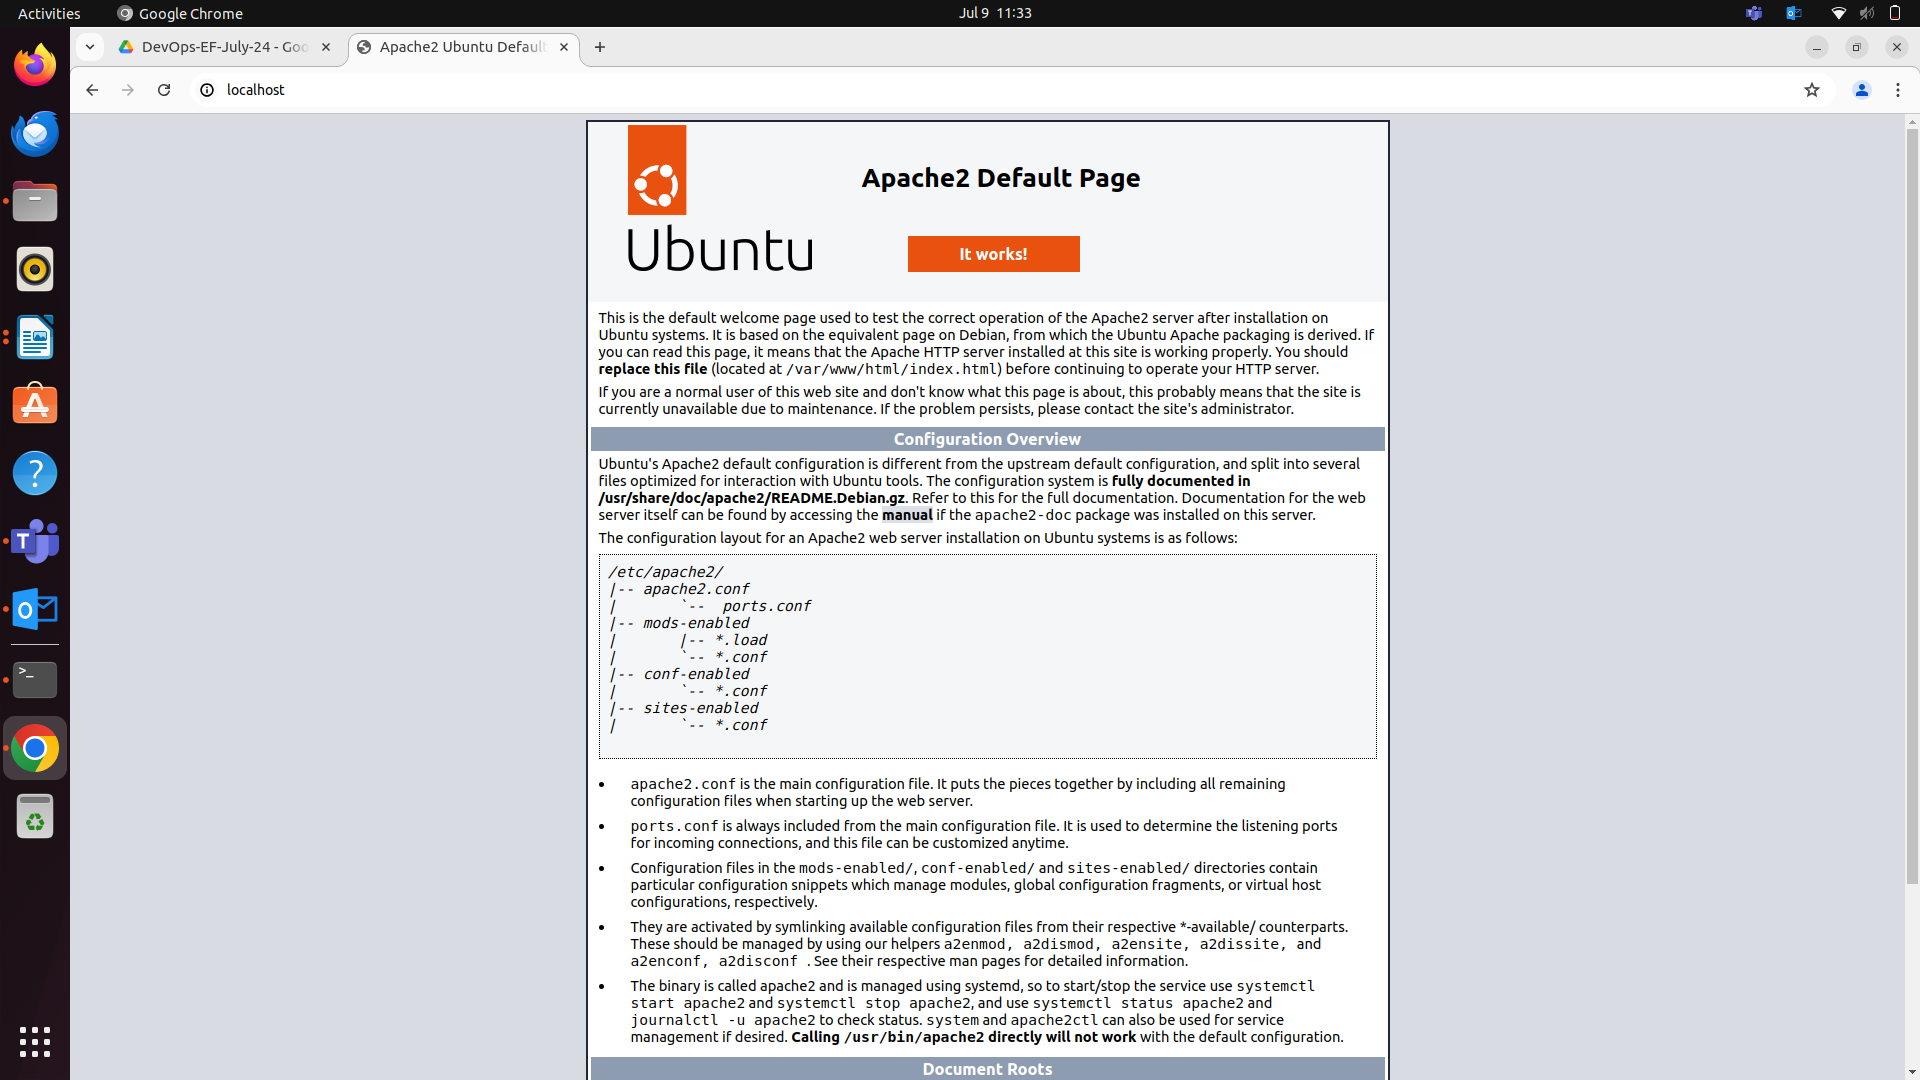 Activities
Google Chrome
Jul 9 11:33
DevOps-EF-July-24 - Goo
Apache2 Ubuntu Default
localhost
Apache2 Default Page
Ubuntu
It works!
This is the default welcome page used to test the correct operation of the Apache2 server after installation on
Ubuntu systems. It is based on the equivalent page on Debian, from which the Ubuntu Apache packaging is derived. If
you can read this page, it means that the Apache HTTP server installed at this site is working properly. You should
replace this file (located at /var/www/html/index.html) before continuing to operate your HTTP server.
If you are a normal user of this web site and don't know what this page is about, this probably means that the site is
currently unavailable due to maintenance. If the problem persists, please contact the site's administrator.
Configuration Overview
Ubuntu's Apache2 default configuration is different from the upstream default configuration, and split into several
files optimized for interaction with Ubuntu tools. The configuration system is fully documented in
/usr/share/doc/apache2/README.Debian.gz. Refer to this for the full documentation. Documentation for the web
server itself can be found by accessing the manual if the apache2-doc package was installed on this server.
The configuration layout for an Apache2 web server installation on Ubuntu systems is as follows:
/etc/apache2/
|-- apache2.conf
|       `--  ports.conf
|-- mods-enabled
|       |-- *.load
|       `-- *.conf
|-- conf-enabled
|       `-- *.conf
|-- sites-enabled
|       `-- *.conf
• apache2.conf is the main configuration file. It puts the pieces together by including all remaining
configuration files when starting up the web server.
• ports.conf is always included from the main configuration file. It is used to determine the listening ports
for incoming connections, and this file can be customized anytime.
• Configuration files in the mods-enabled/, conf-enabled/ and sites-enabled/ directories contain
particular configuration snippets which manage modules, global configuration fragments, or virtual host
configurations, respectively.
• They are activated by symlinking available configuration files from their respective *-available/ counterparts.
These should be managed by using our helpers a2enmod, a2dismod, a2ensite, a2dissite, and
a2enconf, a2disconf . See their respective man pages for detailed information.
• The binary is called apache2 and is managed using systemd, so to start/stop the service use systemctl
start apache2 and systemctl stop apache2, and use systemctl status apache2 and
journalctl -u apache2 to check status. system and apache2ctl can also be used for service
management if desired. Calling /usr/bin/apache2 directly will not work with the default configuration.
Document Roots